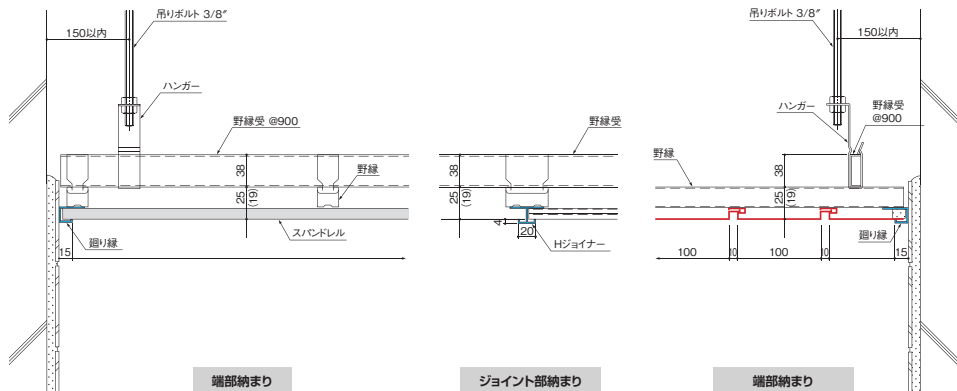 吊りボルト 3/8″
150以内
ハンガー
野縁受 @900
38
25
(19)
野縁
スパンドレル
廻り縁
15
端部納まり
野縁受
38
25
(19)
4
20
Hジョイナー
ジョイント部納まり
吊りボルト 3/8″
150以内
ハンガー
野縁受
@900
野縁
38
25
(19)
廻り縁
100
10
100
10
15
端部納まり